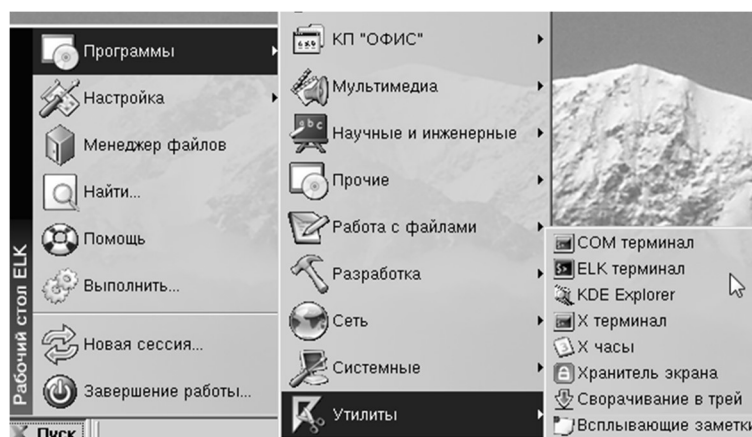 Программы
Настройка
Менеджер файлов
Найти...
Помощь
Выполнить...
Новая сессия...
Завершение работы...
Рабочий стол ELK
Пуск
КП "ОФИС"
Мультимедиа
Научные и инженерные
Прочие
Работа с файлами
Разработка
Сеть
Системные
Утилиты
COM терминал
ELK терминал
KDE Explorer
X терминал
X часы
Хранитель экрана
Сворачивание в трей
Всплывающие заметки